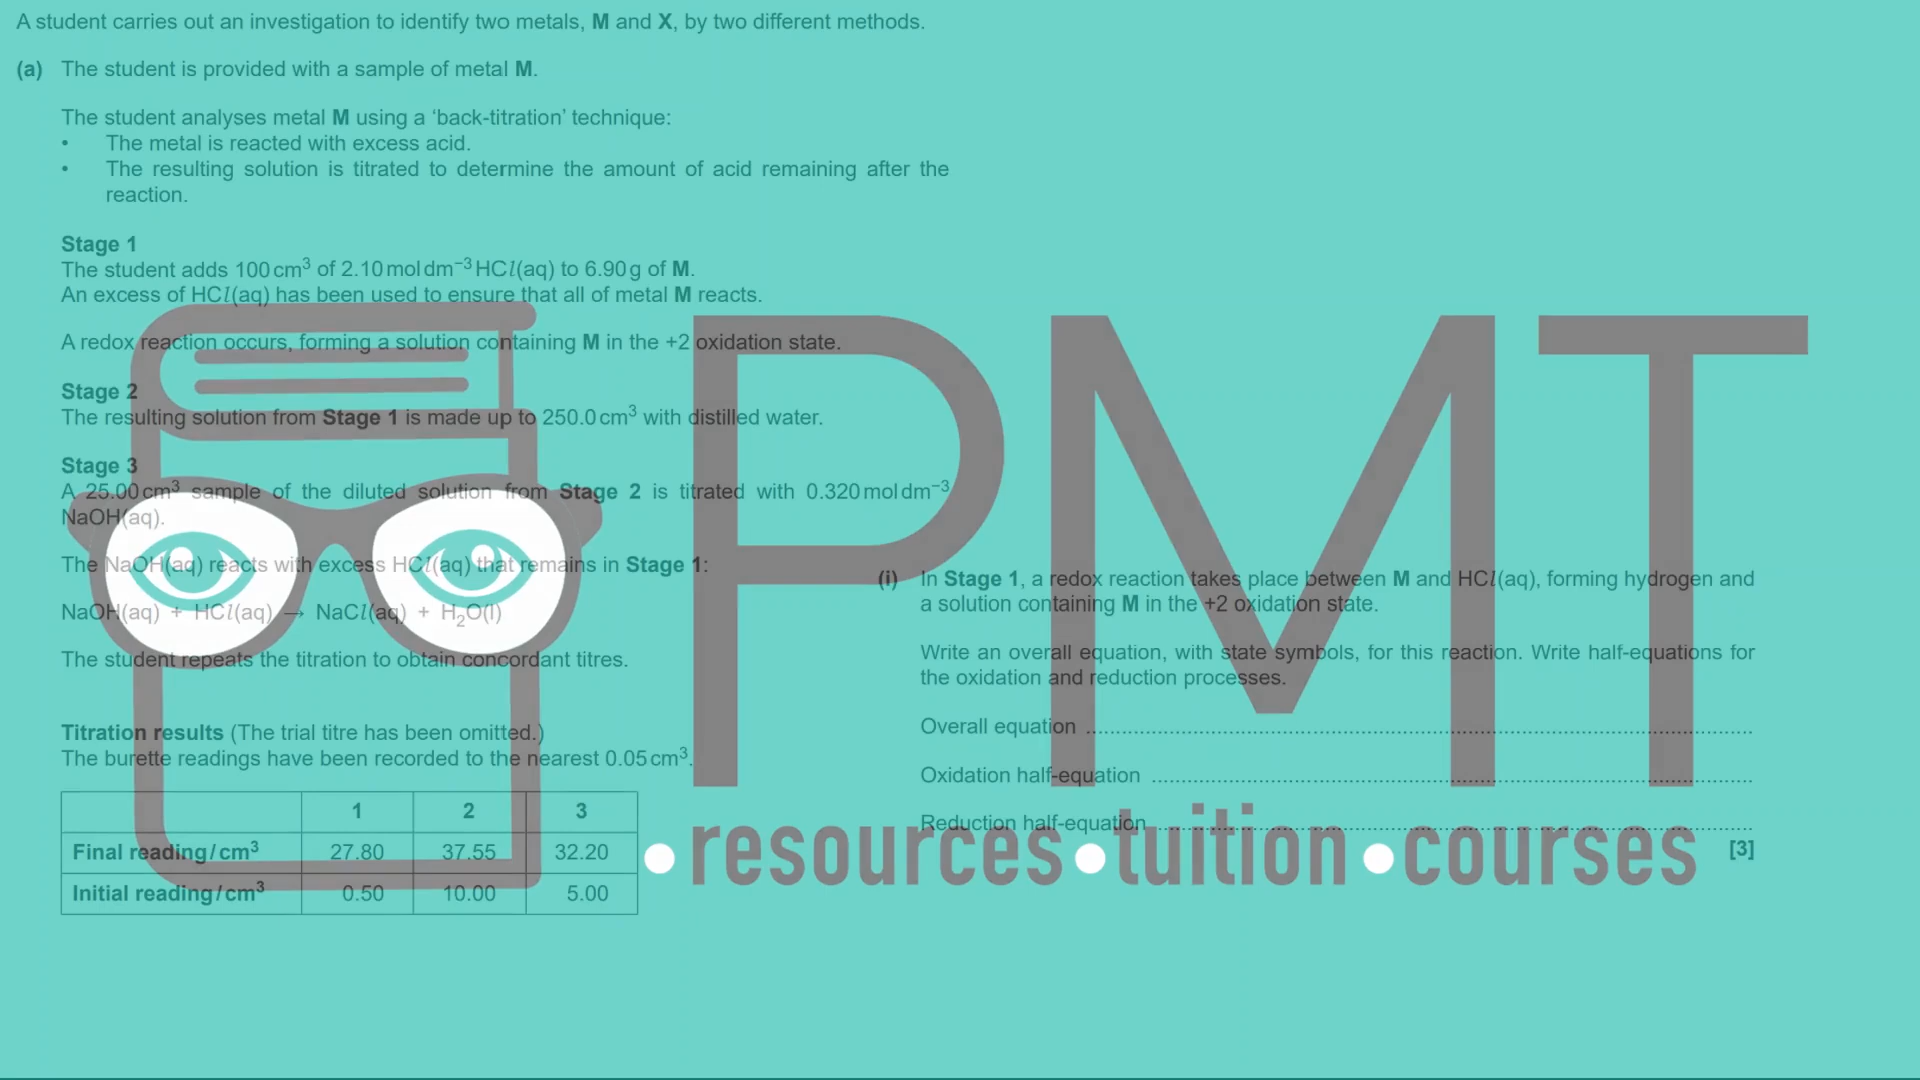 A student carries out an investigation to identify two metals, M and X, by two different methods.
(a) The student is provided with a sample of metal M.
The student analyses metal M using a ‘back-titration’ technique:
• The metal is reacted with excess acid.
• The resulting solution is titrated to determine the amount of acid remaining after the
reaction.
Stage 1
The student adds 100 cm³ of 2.10 mol dm⁻³ HCl(aq) to 6.90 g of M.
An excess of HCl(aq) has been used to ensure that all of metal M reacts.
A redox reaction occurs, forming a solution containing M in the +2 oxidation state.
Stage 2
The resulting solution from Stage 1 is made up to 250.0 cm³ with distilled water.
Stage 3
A 25.00 cm³ sample of the diluted solution from Stage 2 is titrated with 0.320 mol dm⁻³
NaOH(aq).
The NaOH(aq) reacts with excess HCl(aq) that remains in Stage 1:
NaOH(aq) + HCl(aq) → NaCl(aq) + H₂O(l)
The student repeats the titration to obtain concordant titres.
Titration results (The trial titre has been omitted.)
The burette readings have been recorded to the nearest 0.05 cm³.
1 2 3
Final reading/cm³ 27.80 37.55 32.20
Initial reading/cm³ 0.50 10.00 5.00
(i) In Stage 1, a redox reaction takes place between M and HCl(aq), forming hydrogen and
a solution containing M in the +2 oxidation state.
Write an overall equation, with state symbols, for this reaction. Write half-equations for
the oxidation and reduction processes.
Overall equation
Oxidation half-equation
Reduction half-equation
[3]
PMT
•resources•tuition•courses